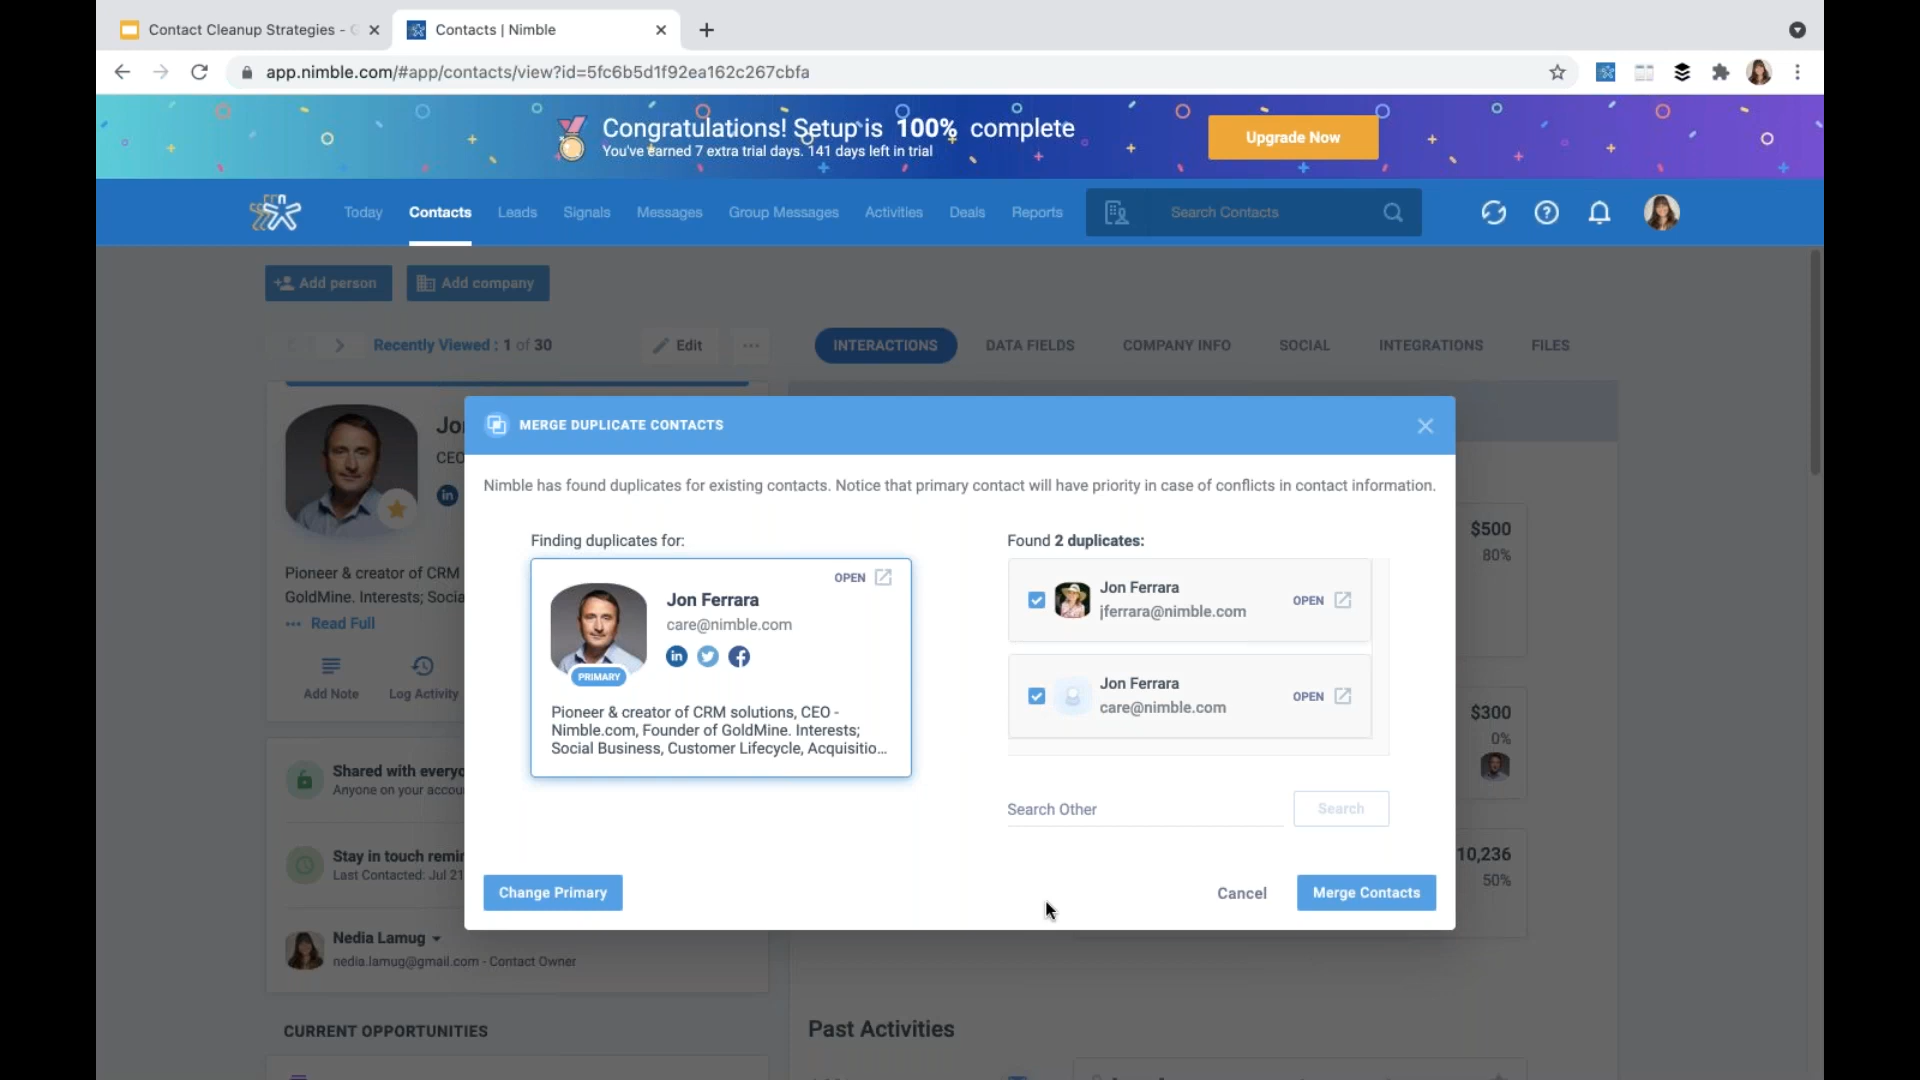 Contact Cleanup Strategies - G
Contacts | Nimble
app.nimble.com/#app/contacts/view?id=5fc6b5d1f92ea162c267cbfa
Congratulations! Setup is 100% complete
You've earned 7 extra trial days. 141 days left in trial
Upgrade Now
Today
Contacts
Leads
Signals
Messages
Group Messages
Activities
Deals
Reports
Search Contacts
Add person
Add company
Recently Viewed : 1 of 30
Edit
INTERACTIONS
DATA FIELDS
COMPANY INFO
SOCIAL
INTEGRATIONS
FILES
Jo
CEO
Pioneer & creator of CRM
GoldMine. Interests; Socia
Read Full
Add Note
Log Activity
Shared with everyo
Anyone on your accou
Stay in touch remin
Last Contacted: Jul 21
Nedia Lamug
nedia.lamug@gmail.com - Contact Owner
CURRENT OPPORTUNITIES
MERGE DUPLICATE CONTACTS
Nimble has found duplicates for existing contacts. Notice that primary contact will have priority in case of conflicts in contact information.
Finding duplicates for:
OPEN
Jon Ferrara
care@nimble.com
PRIMARY
Pioneer & creator of CRM solutions, CEO -
Nimble.com, Founder of GoldMine. Interests;
Social Business, Customer Lifecycle, Acquisitio...
Found 2 duplicates:
Jon Ferrara
jferrara@nimble.com
OPEN
Jon Ferrara
care@nimble.com
OPEN
Search Other
Search
Change Primary
Cancel
Merge Contacts
$500
80%
$300
0%
10,236
50%
Past Activities